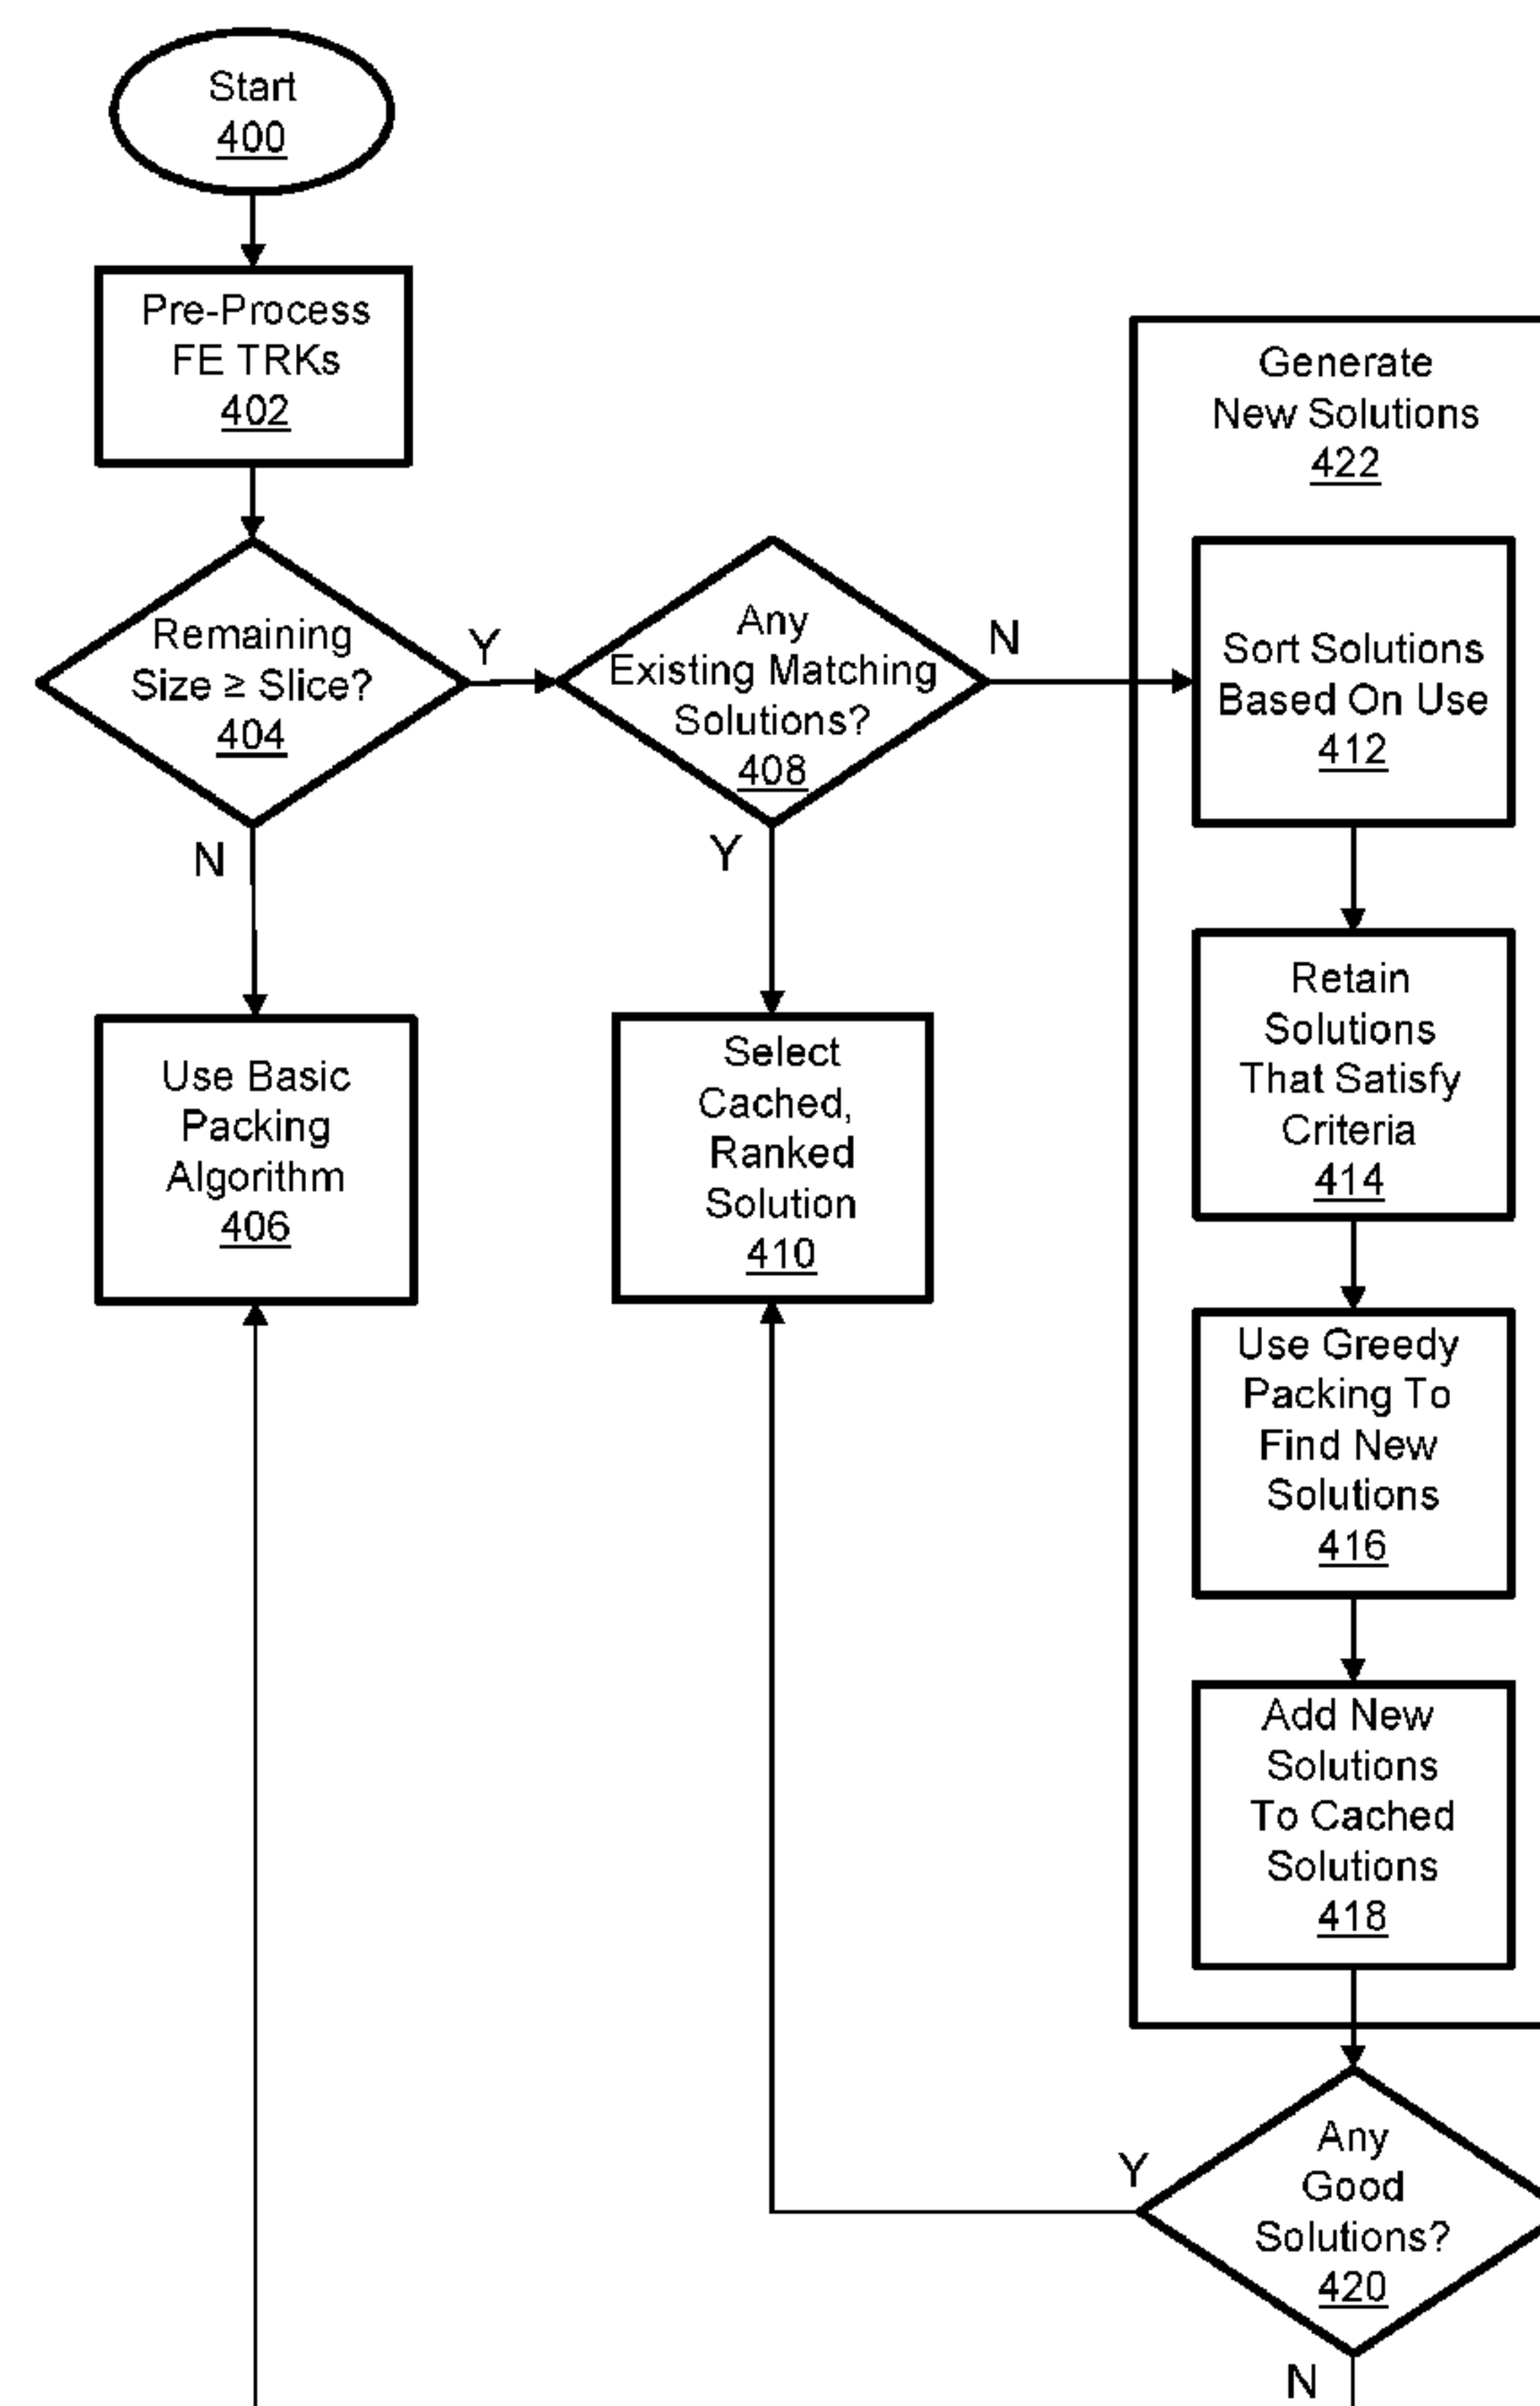 Start
400
Pre-Process
FE TRKs
402
Remaining
Size ≥ Slice?
404
Y
N
Use Basic
Packing
Algorithm
406
Any
Existing Matching
Solutions?
408
N
Y
Select
Cached,
Ranked
Solution
410
Generate
New Solutions
422
Sort Solutions
Based On Use
412
Retain
Solutions
That Satisfy
Criteria
414
Use Greedy
Packing To
Find New
Solutions
416
Add New
Solutions
To Cached
Solutions
418
Any
Good
Solutions?
420
Y
N